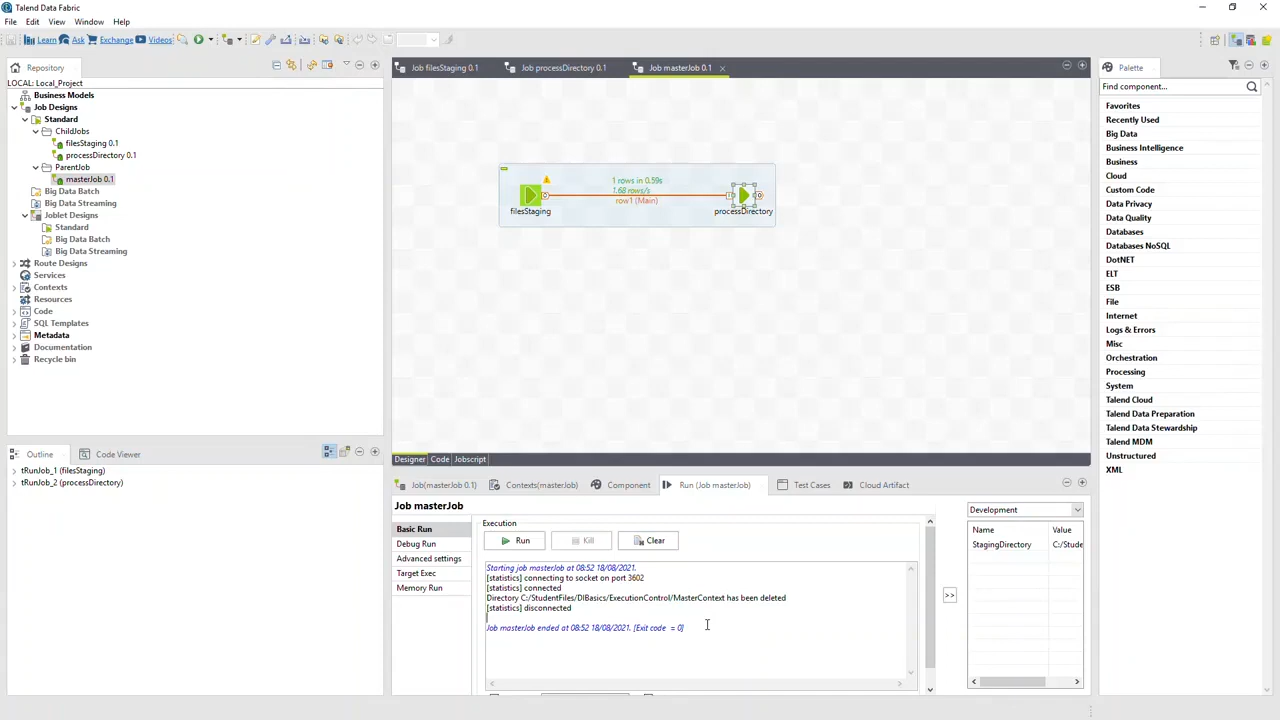 Talend Data Fabric
File Edit View Window Help
Learn Ask Exchange Videos
Repository
LOCAL: Local_Project
Business Models
Job Designs
Standard
ChildJobs
filesStaging 0.1
processDirectory 0.1
ParentJob
masterJob 0.1
Big Data Batch
Big Data Streaming
Joblet Designs
Standard
Big Data Batch
Big Data Streaming
Route Designs
Services
Contexts
Resources
Code
SQL Templates
Metadata
Documentation
Recycle bin
Outline Code Viewer
tRunJob_1 (filesStaging)
tRunJob_2 (processDirectory)
Job filesStaging 0.1 Job processDirectory 0.1 Job masterJob 0.1
1 rows in 0.59s
1.68 rows/s
row1 (Main)
filesStaging processDirectory
Designer Code Jobscript
Job(masterJob 0.1) Contexts(masterJob) Component Run (Job masterJob) Test Cases Cloud Artifact
Job masterJob
Basic Run
Debug Run
Advanced settings
Target Exec
Memory Run
Execution
Run Kill Clear
Starting job masterJob at 08:52 18/08/2021.
[statistics] connecting to socket on port 3602
[statistics] connected
Directory C:/StudentFiles/DIBasics/ExecutionControl/MasterContext has been deleted
[statistics] disconnected
Job masterJob ended at 08:52 18/08/2021. [Exit code = 0]
>>
Development
Name Value
StagingDirectory C:/Stude
Palette
Find component...
Favorites
Recently Used
Big Data
Business Intelligence
Business
Cloud
Custom Code
Data Privacy
Data Quality
Databases
Databases NoSQL
DotNET
ELT
ESB
File
Internet
Logs & Errors
Misc
Orchestration
Processing
System
Talend Cloud
Talend Data Preparation
Talend Data Stewardship
Talend MDM
Unstructured
XML